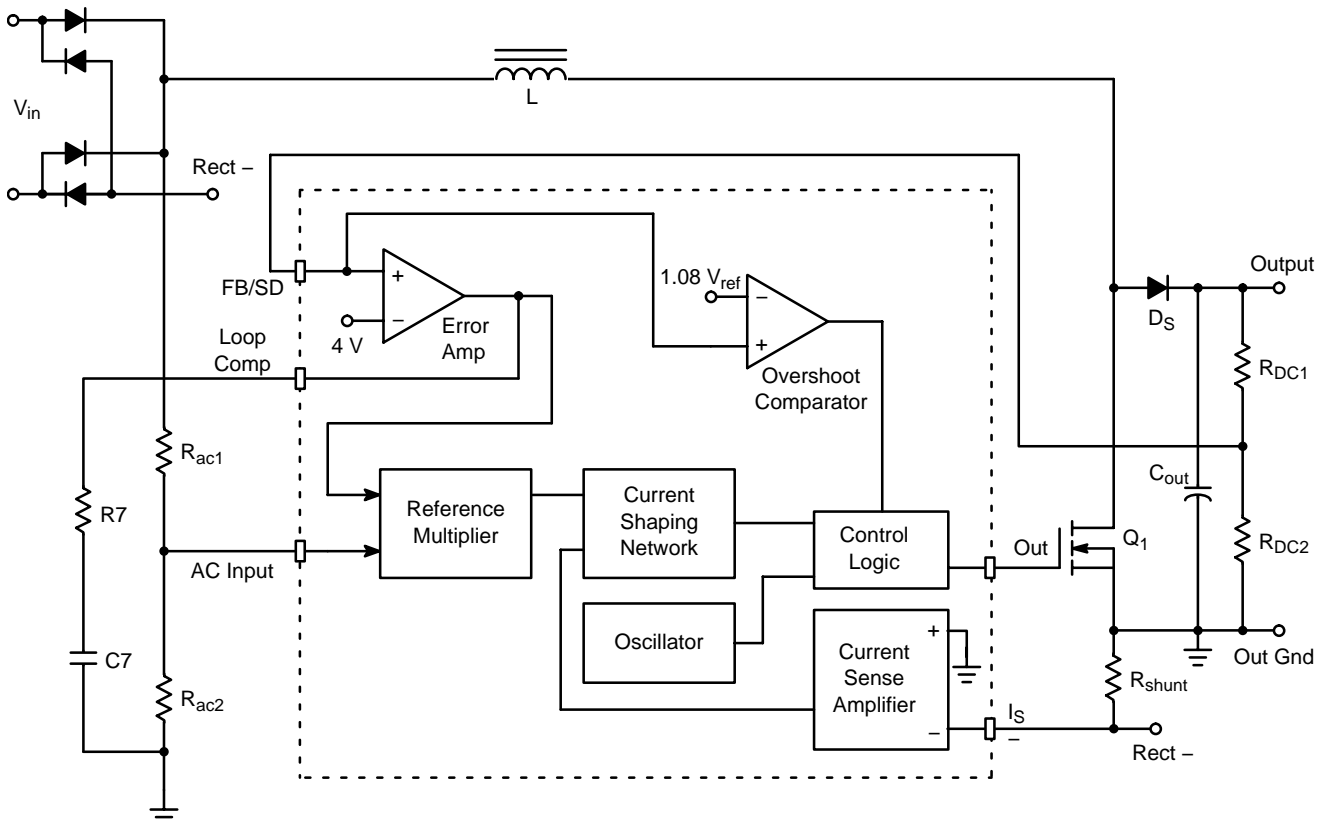 L
V_in
Rect –
FB/SD
+
–
4 V
Error
Amp
1.08 V_ref
–
+
Overshoot
Comparator
Output
D_S
R_DC1
Loop
Comp
R_ac1
C_out
R7
Reference
Multiplier
Current
Shaping
Network
Control
Logic
Out
Q_1
R_DC2
AC Input
Oscillator
Current
Sense
Amplifier
+
–
Out Gnd
C7
R_ac2
R_shunt
I_S
–
Rect –